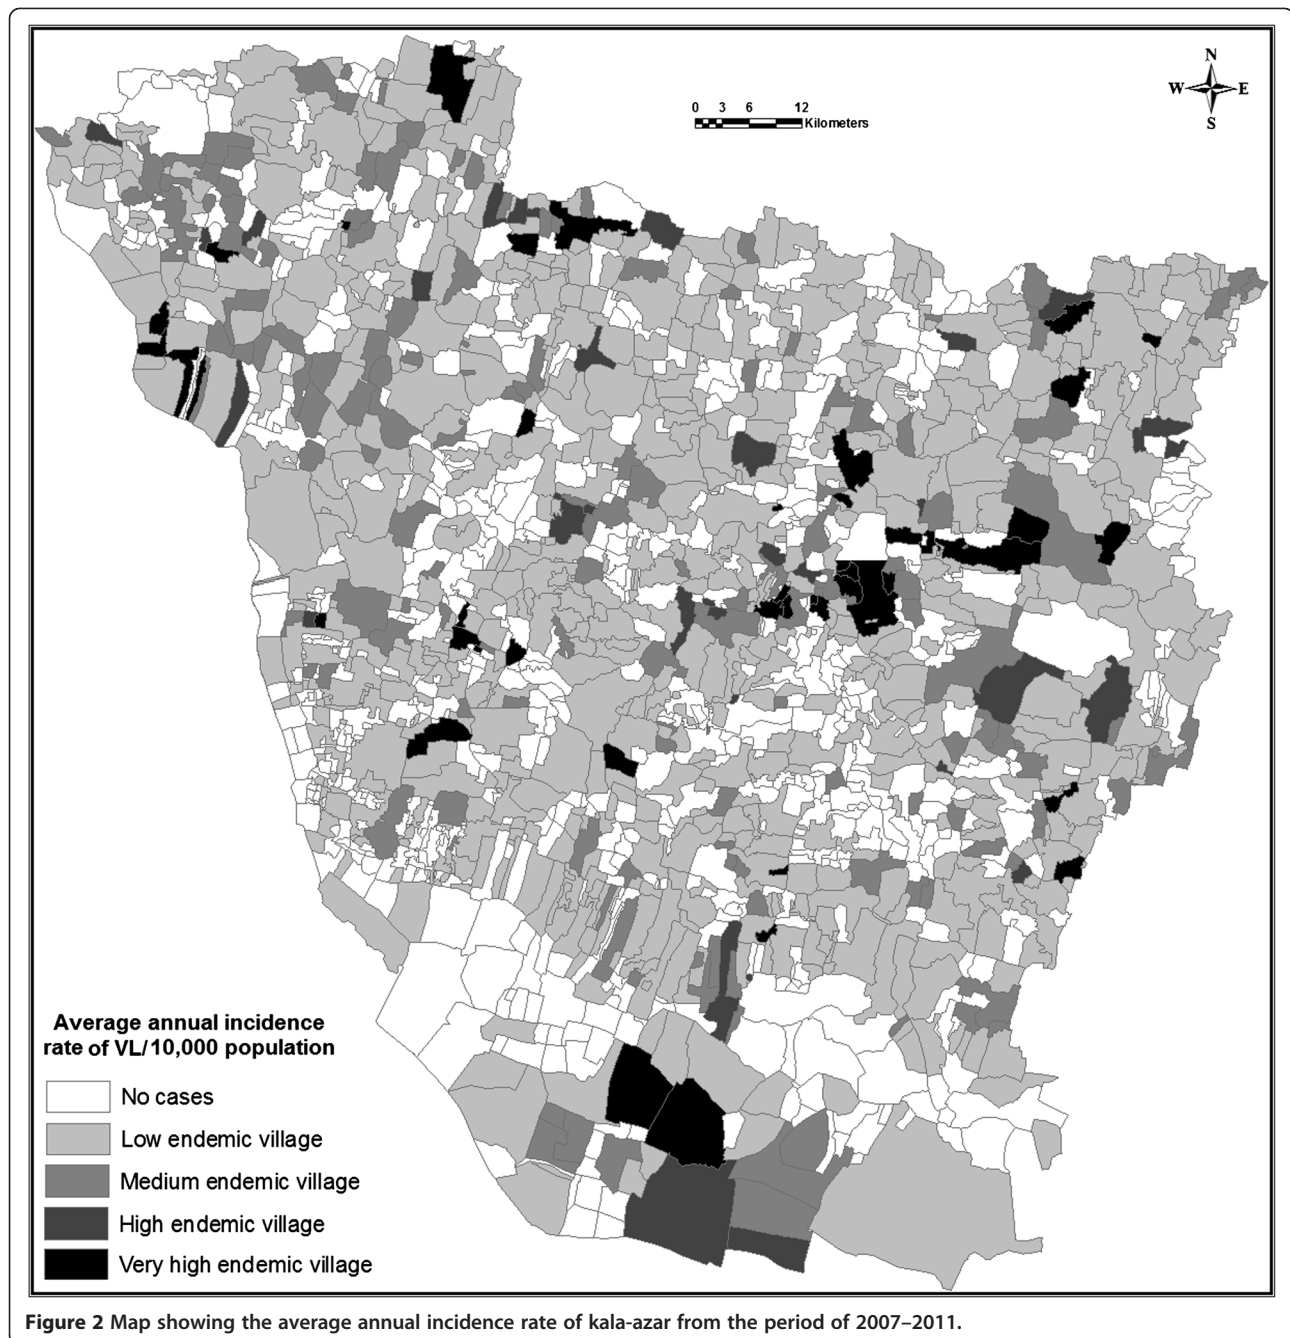 N
W E
S
0 3 6 12
Kilometers
Average annual incidence
rate of VL/10,000 population
No cases
Low endemic village
Medium endemic village
High endemic village
Very high endemic village
Figure 2 Map showing the average annual incidence rate of kala-azar from the period of 2007–2011.